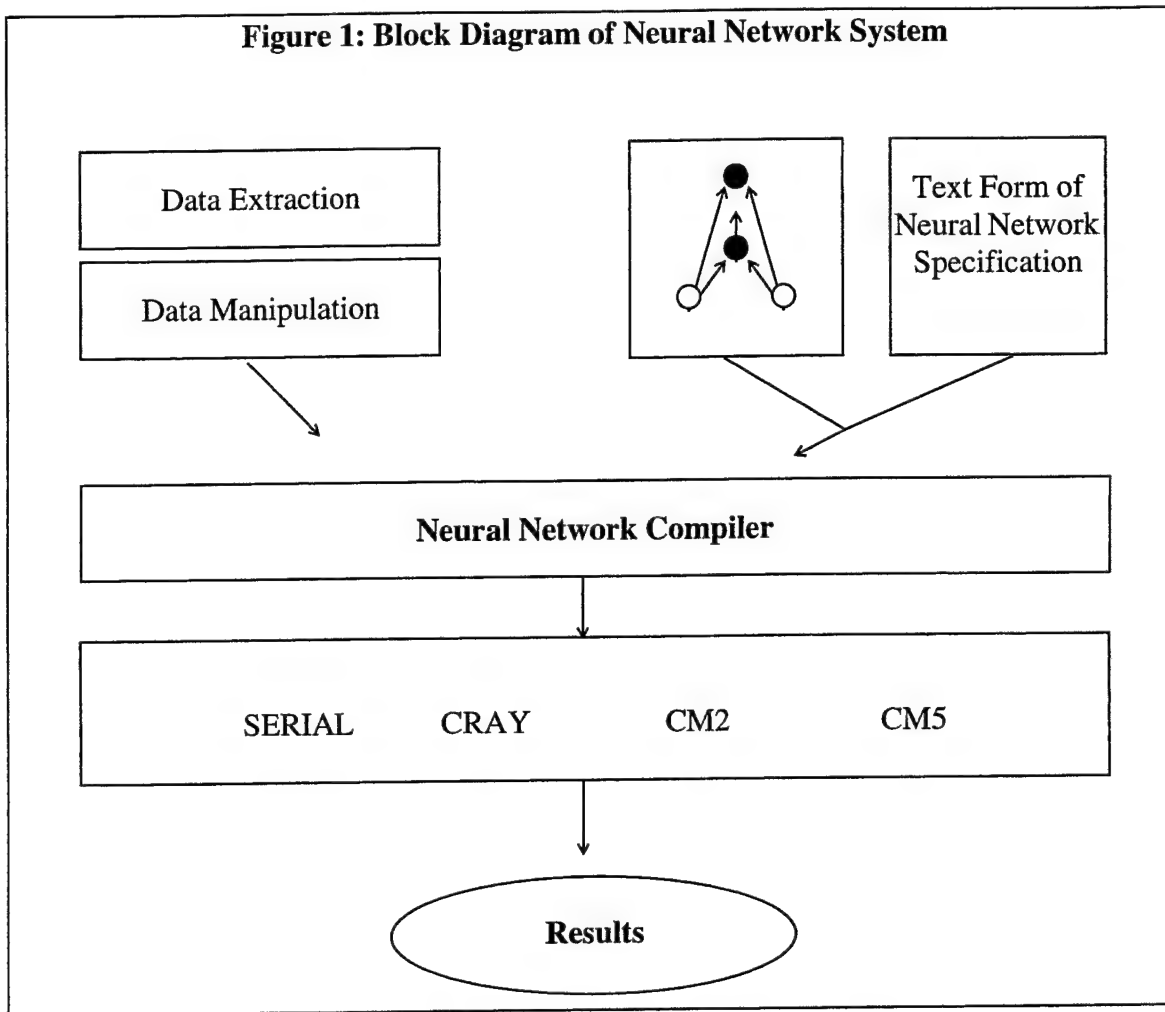 Figure 1: Block Diagram of Neural Network System
Data Extraction
Data Manipulation
Text Form of
Neural Network
Specification
Neural Network Compiler
SERIAL CRAY CM2 CM5
Results